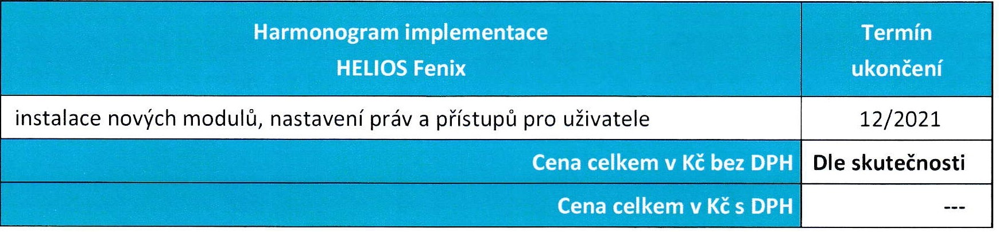 Harmonogram implementace
HELIOS Fenix
Termín
ukončení
instalace nových modulů, nastavení práv a přístupů pro uživatele
12/2021
Cena celkem v Kč bez DPH
Dle skutečnosti
Cena celkem v Kč s DPH
---